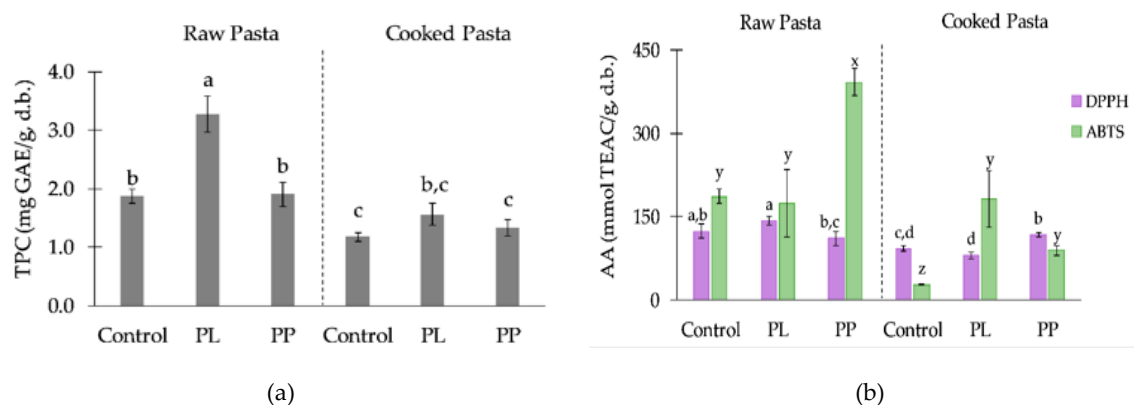 Raw Pasta
Cooked Pasta
TPC (mg GAE/g, d.b.)
4.0
3.0
2.0
1.0
0.0
b
a
b
c
b,c
c
Control
PL
PP
Control
PL
PP
(a)
Raw Pasta
Cooked Pasta
AA (mmol TEAC/g, d.b.)
450
300
150
0
a,b
y
a
y
b,c
x
c,d
z
d
y
b
y
DPPH
ABTS
Control
PL
PP
Control
PL
PP
(b)